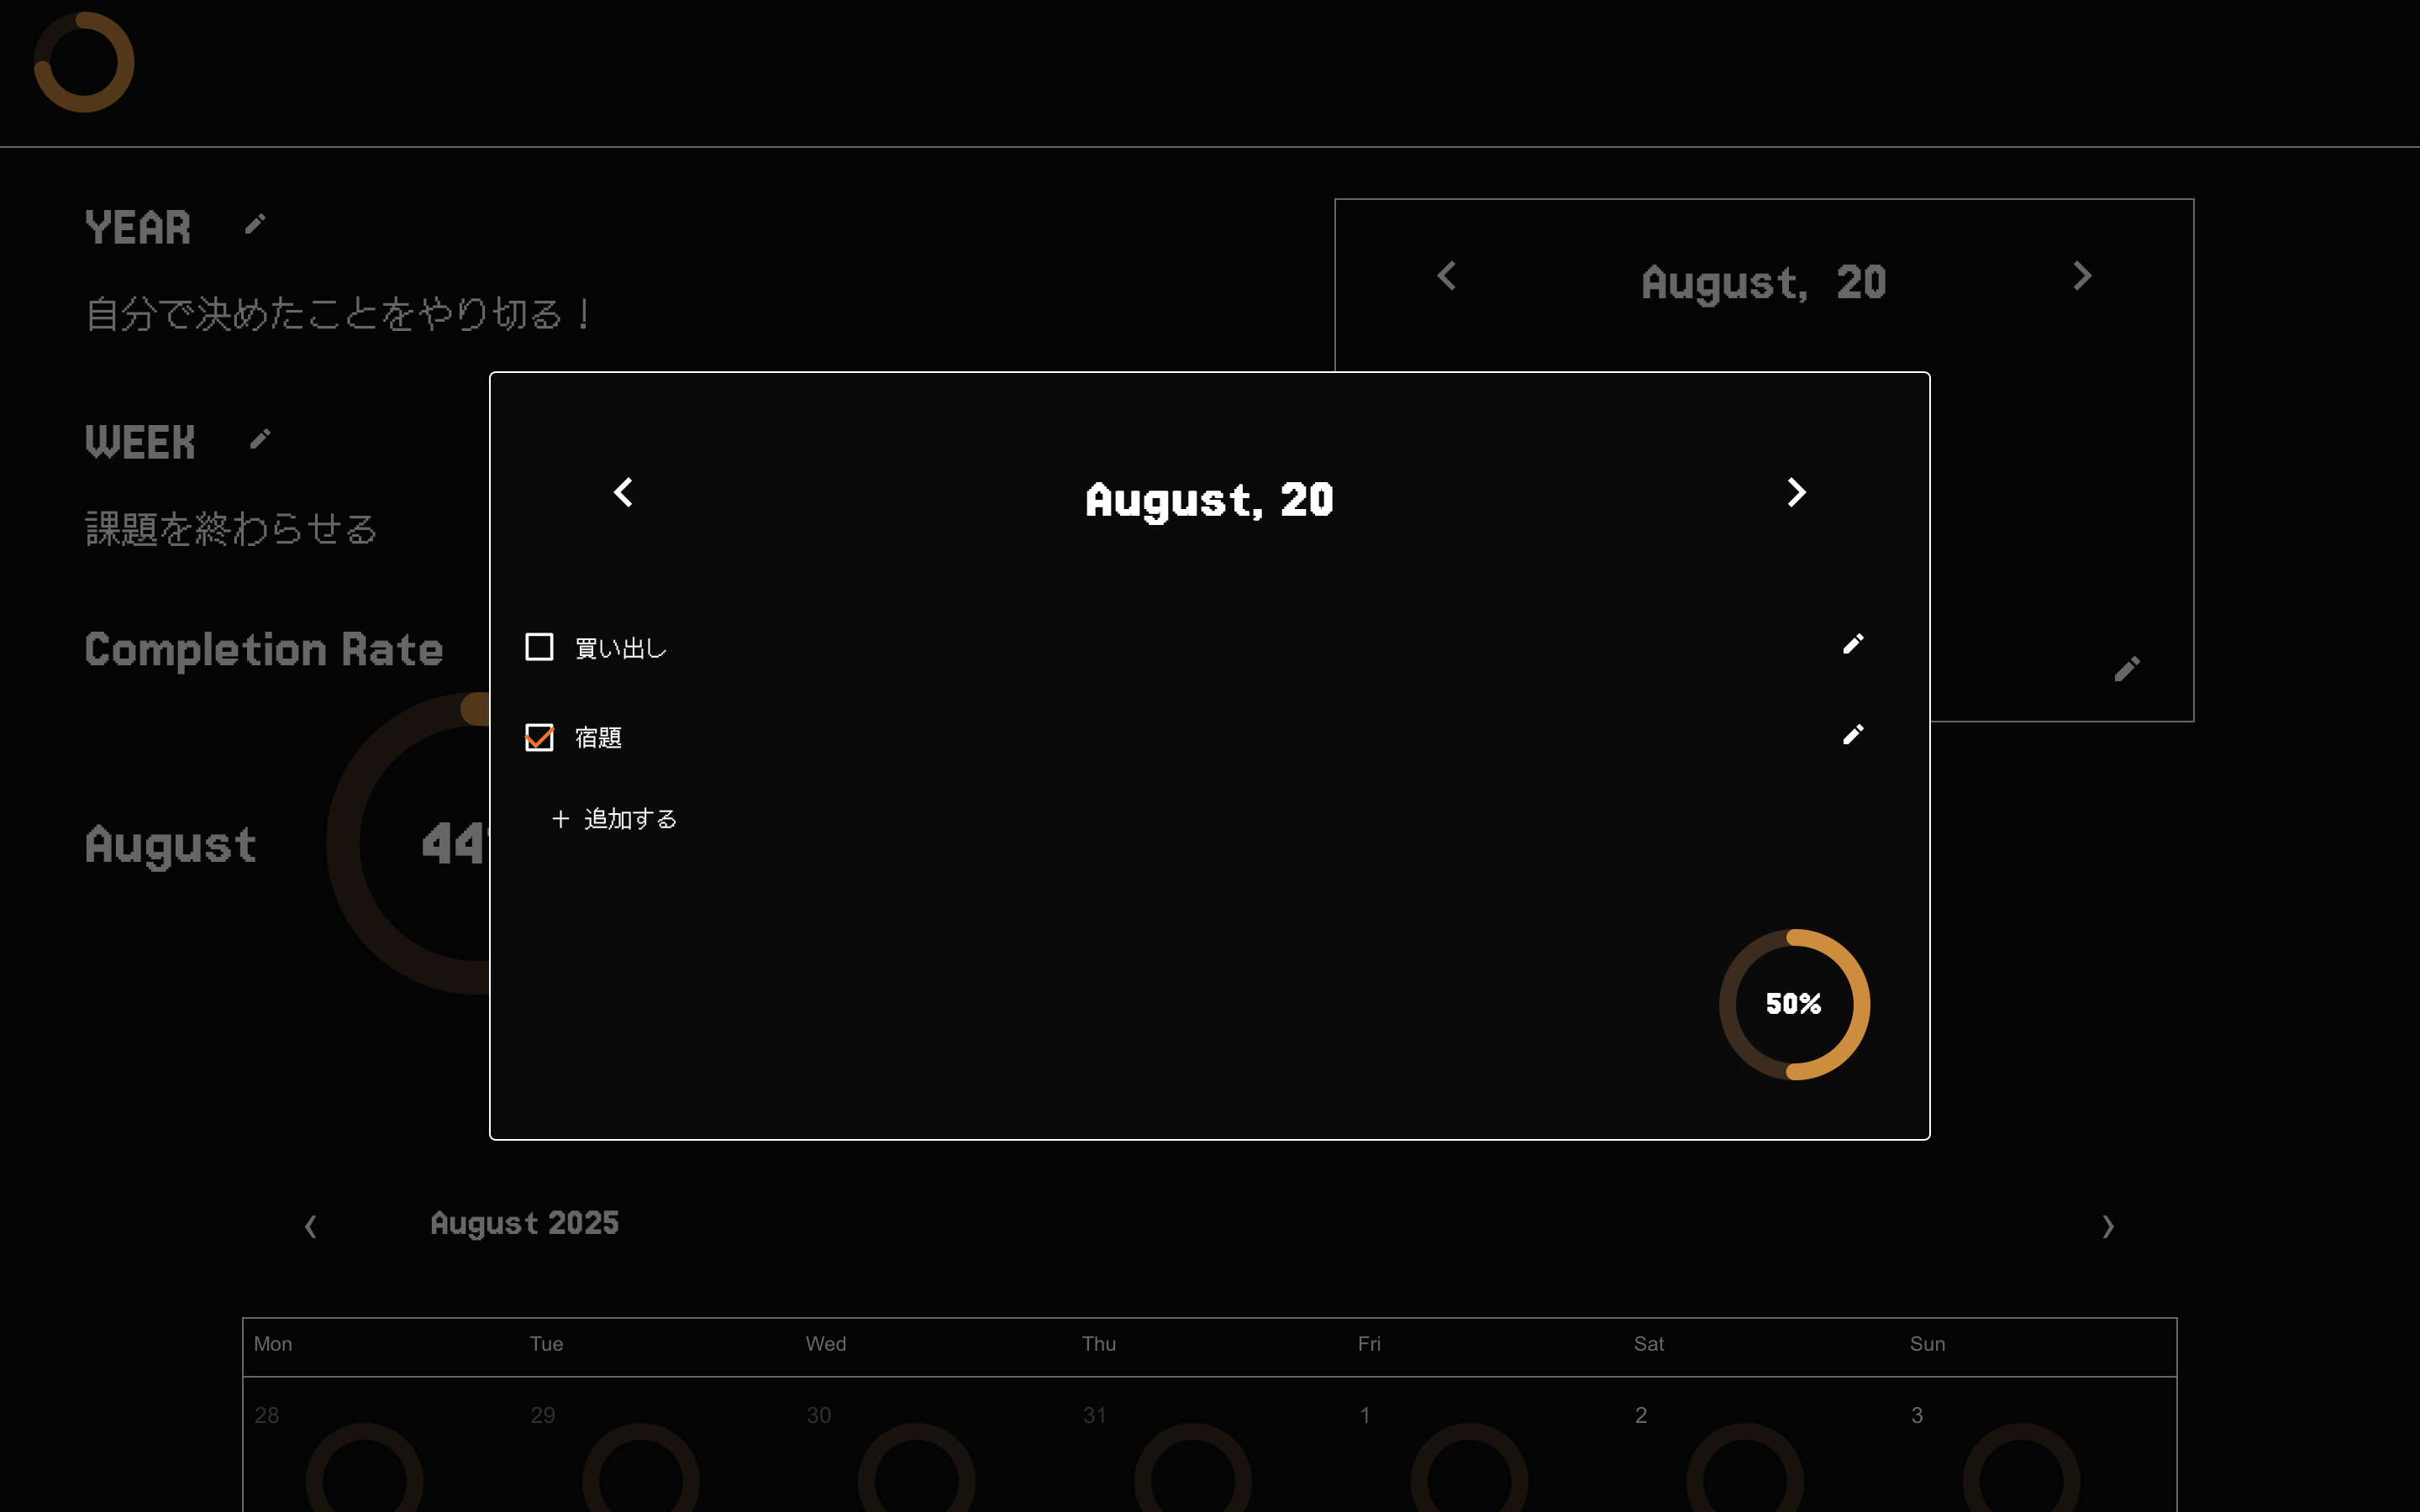 YEAR
自分で決めたことをやり切る！
WEEK
課題を終わらせる
Completion Rate
August
44
August, 20
August, 20
買い出し
宿題
+ 追加する
50%
August 2025
Mon Tue Wed Thu Fri Sat Sun
28 29 30 31 1 2 3